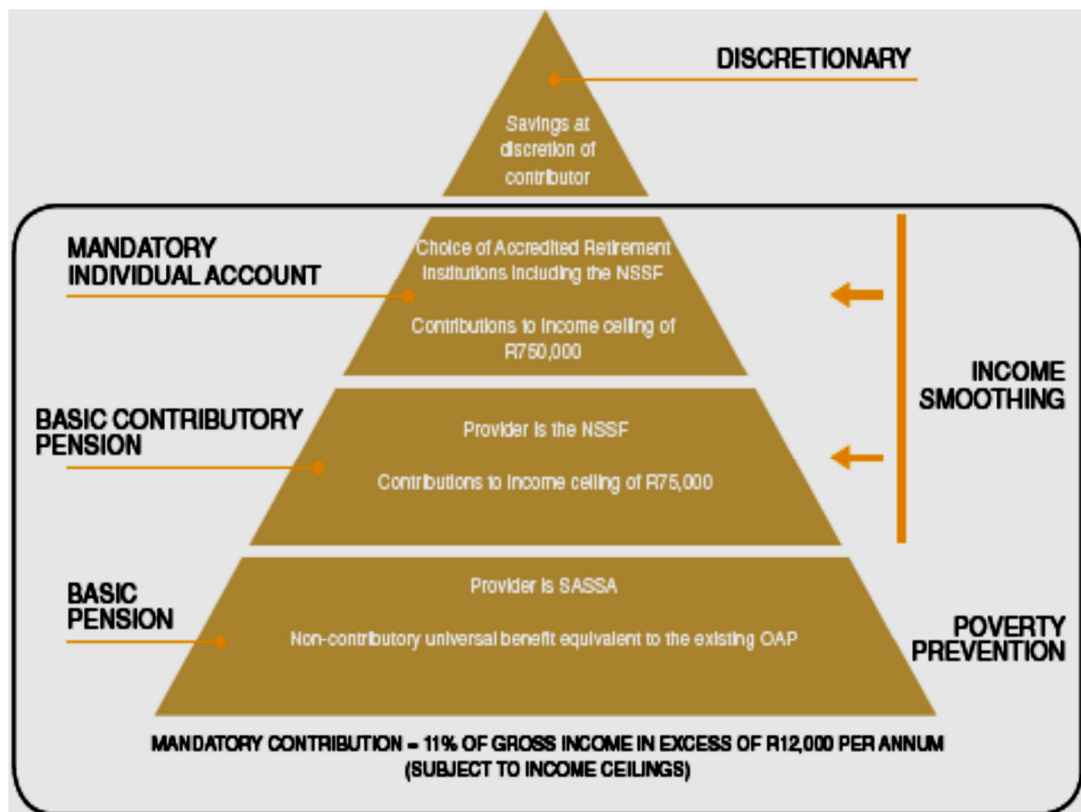 DISCRETIONARY
Savings at
discretion of
contributor
MANDATORY
INDIVIDUAL ACCOUNT
Choice of Accredited Retirement
Institutions including the NSSF
Contributions to income ceiling of
R750,000
INCOME
SMOOTHING
BASIC CONTRIBUTORY
PENSION
Provider is the NSSF
Contributions to income ceiling of R75,000
BASIC
PENSION
Provider is SASSA
Non-contributory universal benefit equivalent to the existing OAP
POVERTY
PREVENTION
MANDATORY CONTRIBUTION = 11% OF GROSS INCOME IN EXCESS OF R12,000 PER ANNUM
(SUBJECT TO INCOME CEILINGS)